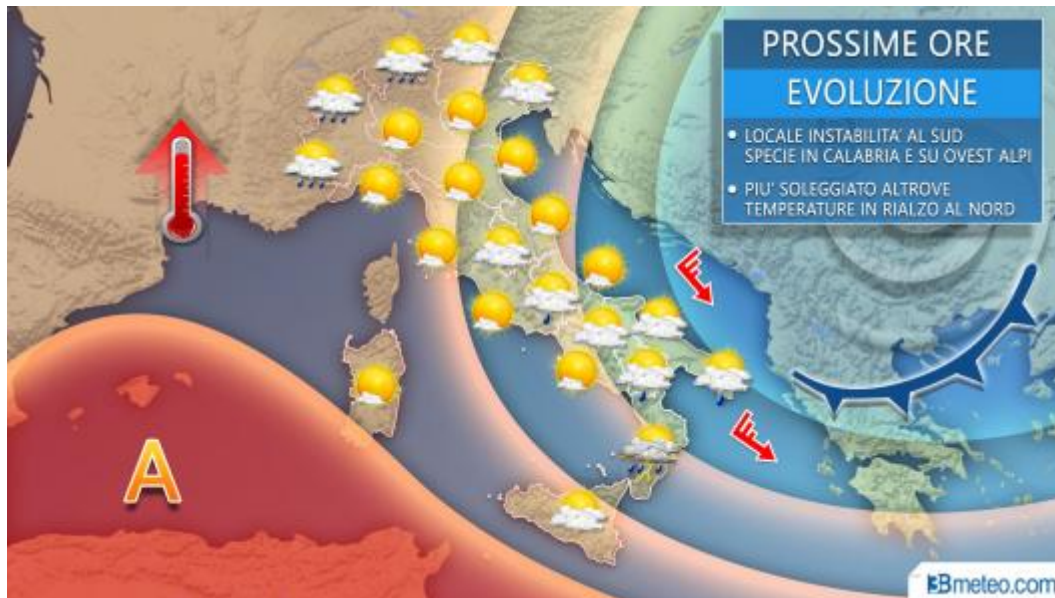 PROSSIME ORE
EVOLUZIONE
• LOCALE INSTABILITA' AL SUD
SPECIE IN CALABRIA E SU OVEST ALPI
• PIU' SOLEGGIATO ALTROVE
TEMPERATURE IN RIALZO AL NORD
A
3Bmeteo.com